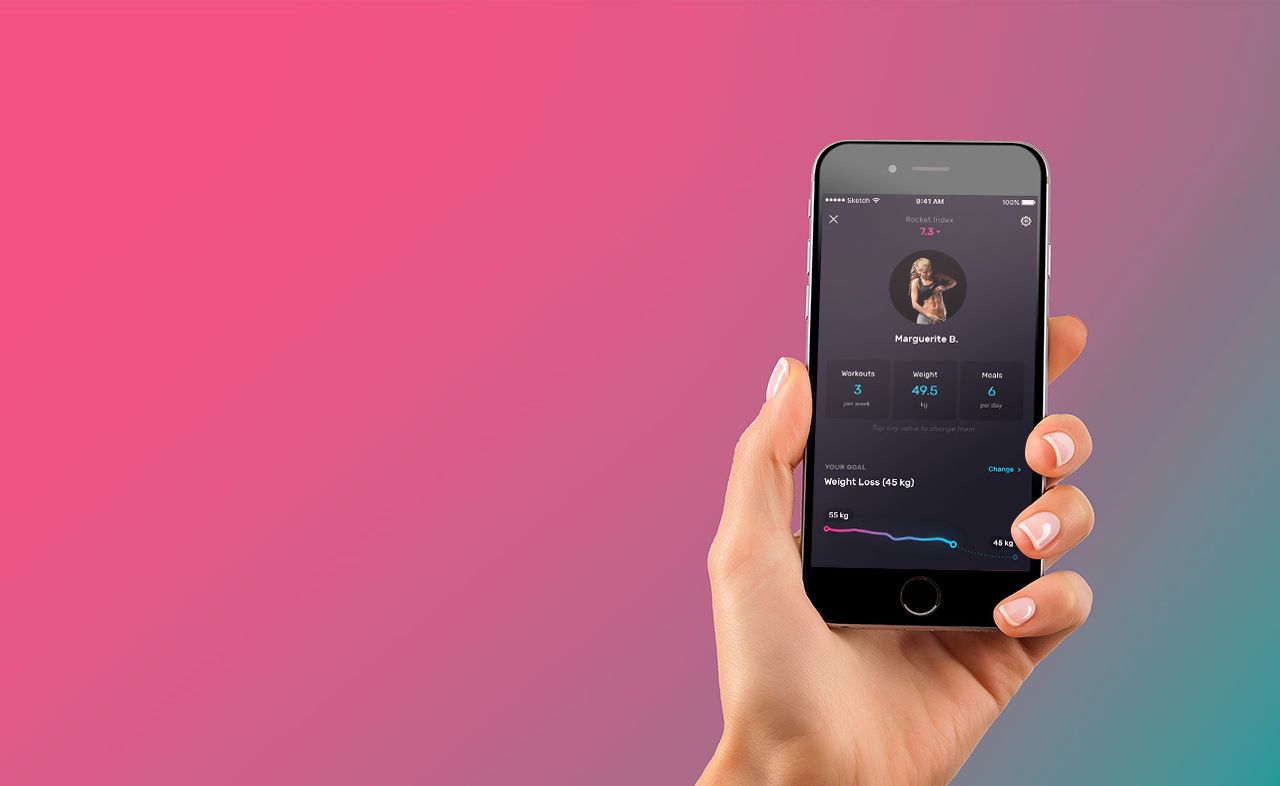 Sketch 9:41 AM 100%
Rocket Index
7.3
Marguerite B.
Workouts Weight Meals
3 49.5 6
per week kg per day
Tap any value to change them
YOUR GOAL
Change >
Weight Loss (45 kg)
55 kg
45 kg